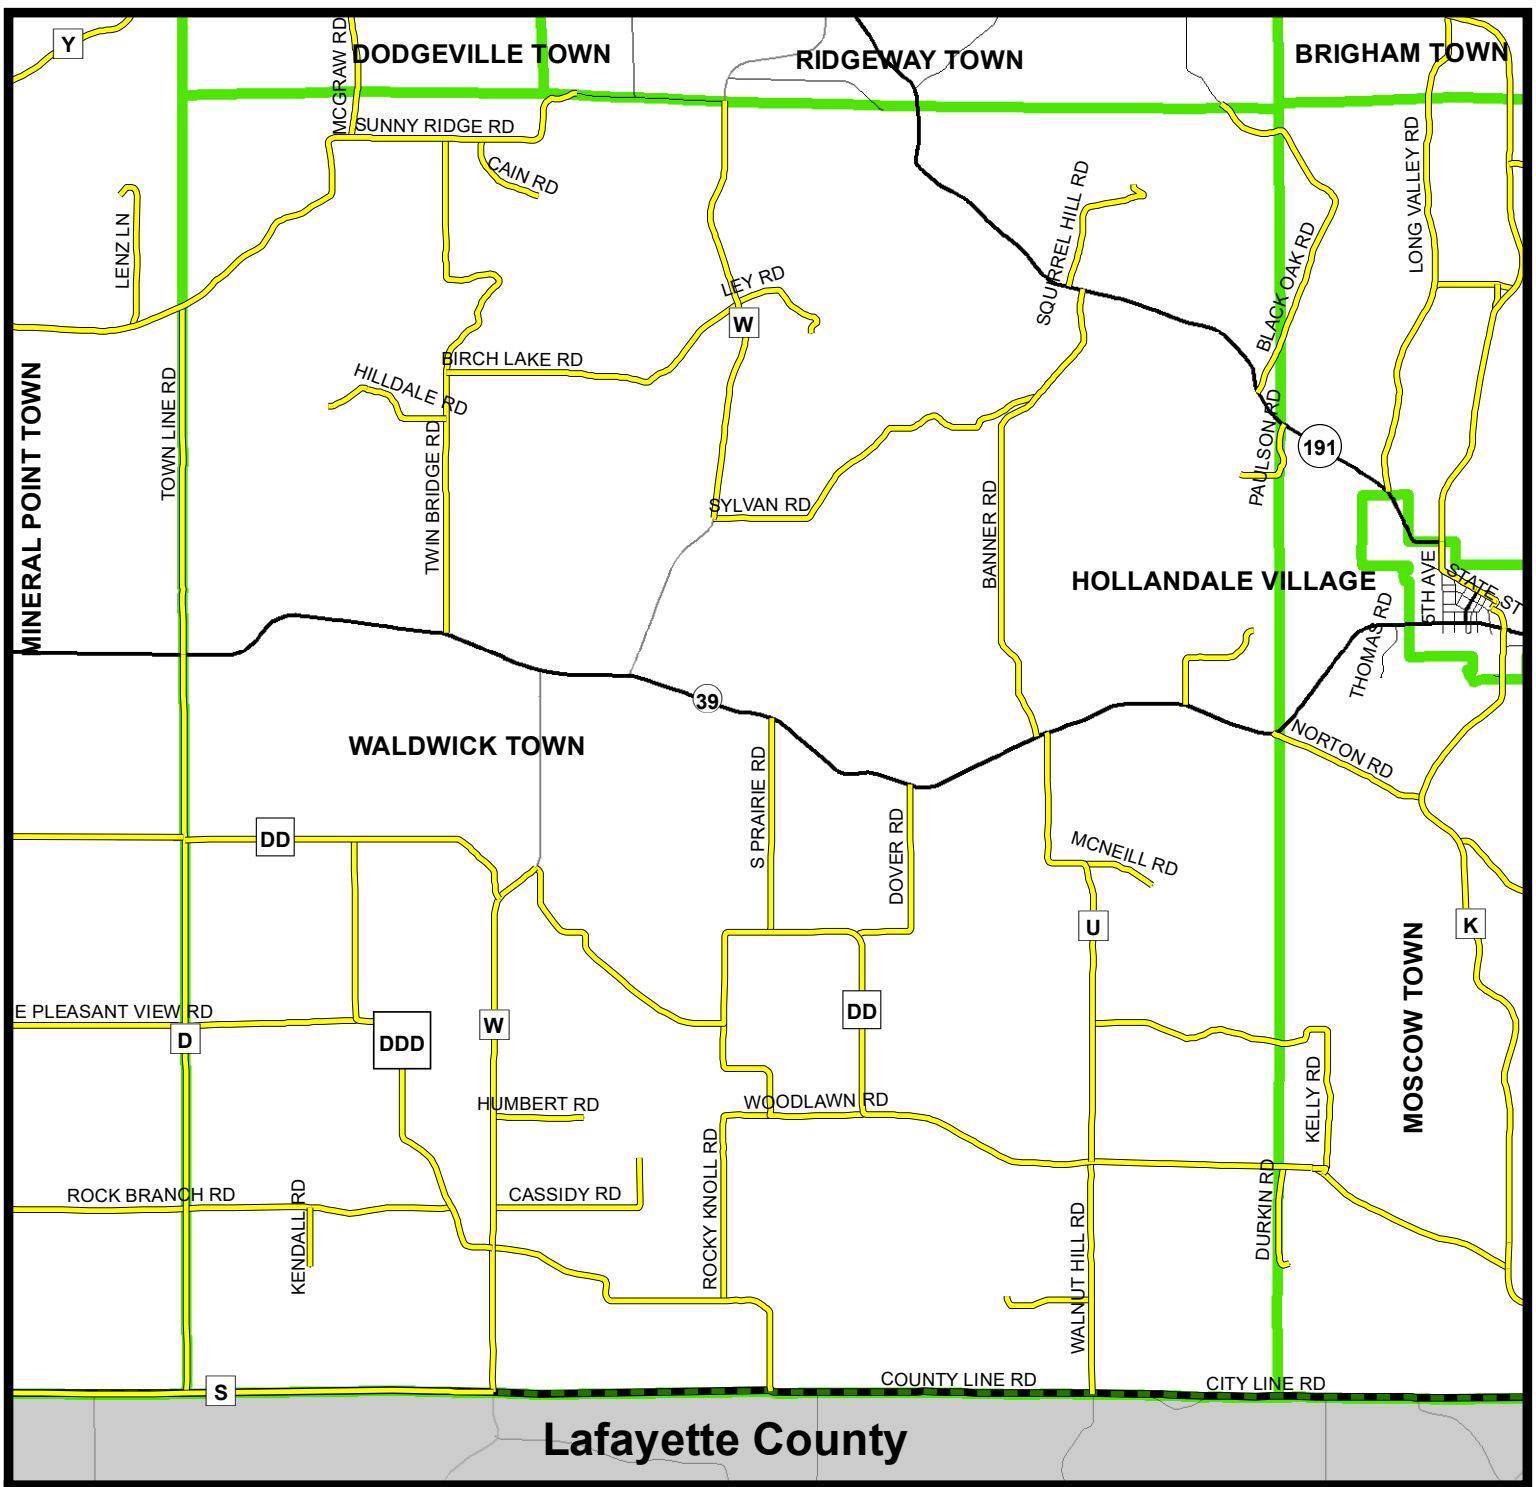 Y
MCGRAW RD
DODGEVILLE TOWN
RIDGEWAY TOWN
BRIGHAM TOWN
SUNNY RIDGE RD
CAIN RD
LONG VALLEY RD
LENZ LN
SQUIRREL HILL RD
BLACK OAK RD
LEY RD
W
BIRCH LAKE RD
HILLDALE RD
MINERAL POINT TOWN
TOWN LINE RD
TWIN BRIDGE RD
PAULSON RD
191
SYLVAN RD
BANNER RD
HOLLANDALE VILLAGE
5TH AVE
STATE ST
THOMAS RD
39
WALDWICK TOWN
NORTON RD
S PRAIRIE RD
DOVER RD
DD
MCNEILL RD
U
K
MOSCOW TOWN
E PLEASANT VIEW RD
D
DDD
W
DD
KELLY RD
HUMBERT RD
WOODLAWN RD
ROCKY KNOLL RD
ROCK BRANCH RD
KENDALL RD
CASSIDY RD
WALNUT HILL RD
DURKIN RD
S
COUNTY LINE RD
CITY LINE RD
Lafayette County